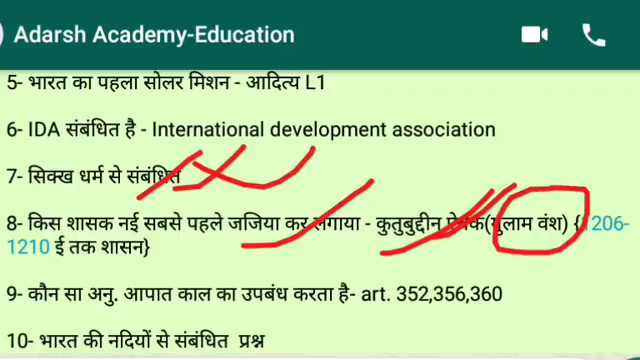 Adarsh Academy-Education
5- भारत का पहला सोलर मिशन - आदित्य L1
6- IDA संबंधित है - International development association
7- सिक्ख धर्म से संबंधित
8- किस शासक नई सबसे पहले जजिया कर लगाया - कुतुबुद्दीन ऐबक(गुलाम वंश) {1206-
1210 ई तक शासन}
9- कौन सा अनु. आपात काल का उपबंध करता है- art. 352,356,360
10- भारत की नदियों से संबंधित प्रश्न